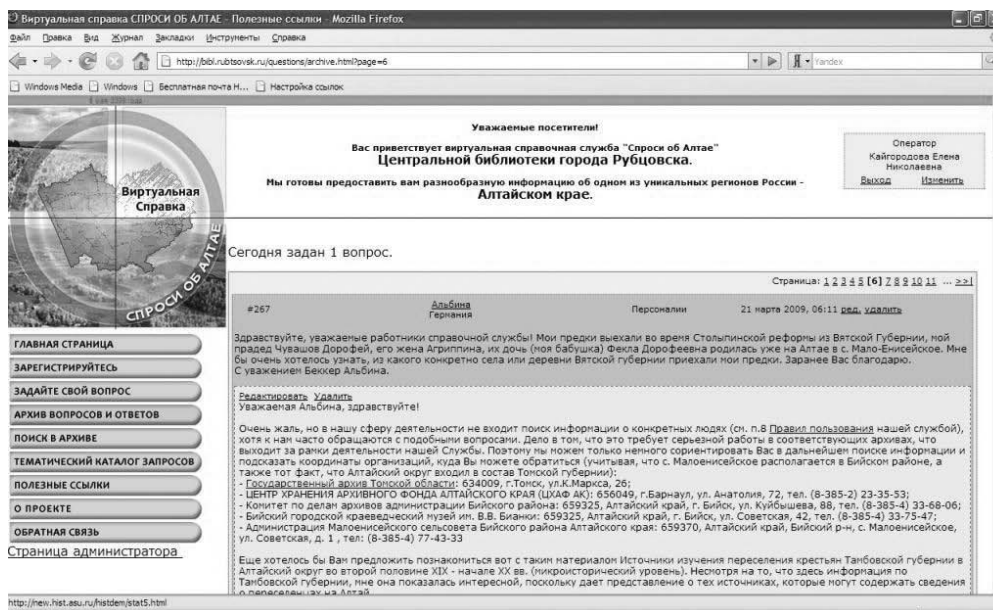 Виртуальная справка СПРОСИ ОБ АЛТАЕ - Полезные ссылки - Mozilla Firefox
Файл Правка Вид Журнал Закладки Инструменты Справка
http://bibl.rubtsovsk.ru/questions/archive.html?page=6
Yandex
Windows Media Windows Бесплатная почта H... Настройка ссылок
Уважаемые посетители!
Вас приветствует виртуальная справочная служба "Спроси об Алтае"
Центральной библиотеки города Рубцовска.
Мы готовы предоставить вам разнообразную информацию об одном из уникальных регионов России -
Алтайском крае.
Оператор
Кайгородова Елена
Николаевна
Выход Изменить
Виртуальная
Справка
СПРОСИ ОБ АЛТАЕ
Сегодня задан 1 вопрос.
Страница: 1 2 3 4 5 [6] 7 8 9 10 11 ... >>|
#267 Альбина Персоналии 21 марта 2009, 06:11 ред. удалить
Германия
Здравствуйте, уважаемые работники справочной службы! Мои предки выехали во время Столыпинской реформы из Вятской Губернии, мой
прадед Чувашов Дорофей, его жена Агриппина, их дочь (моя бабушка) Фекла Дорофеевна родилась уже на Алтае в с. Мало-Енисейское. Мне
бы очень хотелось узнать, из какого конкретно села или деревни Вятской губернии приехали мои предки. Заранее Вас благодарю.
С уважением Беккер Альбина.
Редактировать Удалить
Уважаемая Альбина, здравствуйте!
Очень жаль, но в нашу сферу деятельности не входит поиск информации о конкретных людях (см. п.8 Правил пользования нашей службой),
хотя к нам часто обращаются с подобными вопросами. Дело в том, что это требует серьезной работы в соответствующих архивах, что
выходит за рамки деятельности нашей Службы. Поэтому мы можем только немного сориентировать Вас в дальнейшем поиске информации и
подсказать координаты организаций, куда Вы можете обратиться (учитывая, что с. Малоенисейское располагается в Бийском районе, а
также тот факт, что Алтайский округ входил в состав Томской губернии):
- Государственный архив Томской области: 634009, г.Томск, ул.К.Маркса, 26;
- ЦЕНТР ХРАНЕНИЯ АРХИВНОГО ФОНДА АЛТАЙСКОГО КРАЯ (ЦХАФ АК): 656049, г.Барнаул, ул. Анатолия, 72, тел. (8-385-2) 23-35-53;
- Комитет по делам архивов администрации Бийского района: 659325, Алтайский край, г. Бийск, ул. Куйбышева, 88, тел. (8-385-4) 33-68-06;
- Бийский городской краеведческий музей им. В.В. Бианки: 659325, Алтайский край, г. Бийск, ул. Советская, 42, тел. (8-385-4) 33-75-47;
- Администрация Малоенисейского сельсовета Бийского района Алтайского края: 659370, Алтайский край, Бийский р-н, с. Малоенисейское,
ул. Советская, д. 1 , тел: (8-385-4) 77-43-33
Еще хотелось бы Вам предложить познакомиться вот с таким материалом Источники изучения переселения крестьян Тамбовской губернии в
Алтайский округ во второй половине XIX - начале XX вв. (микроисторический уровень). Несмотря на то, что здесь информация по
Тамбовской губернии, мне она показалась интересной, поскольку дает представление о тех источниках, которые могут содержать сведения
о переселенцах на Алтай.
ГЛАВНАЯ СТРАНИЦА
ЗАРЕГИСТРИРУЙТЕСЬ
ЗАДАЙТЕ СВОЙ ВОПРОС
АРХИВ ВОПРОСОВ И ОТВЕТОВ
ПОИСК В АРХИВЕ
ТЕМАТИЧЕСКИЙ КАТАЛОГ ЗАПРОСОВ
ПОЛЕЗНЫЕ ССЫЛКИ
О ПРОЕКТЕ
ОБРАТНАЯ СВЯЗЬ
Страница администратора
http://new.hist.asu.ru/histdem/stat5.html